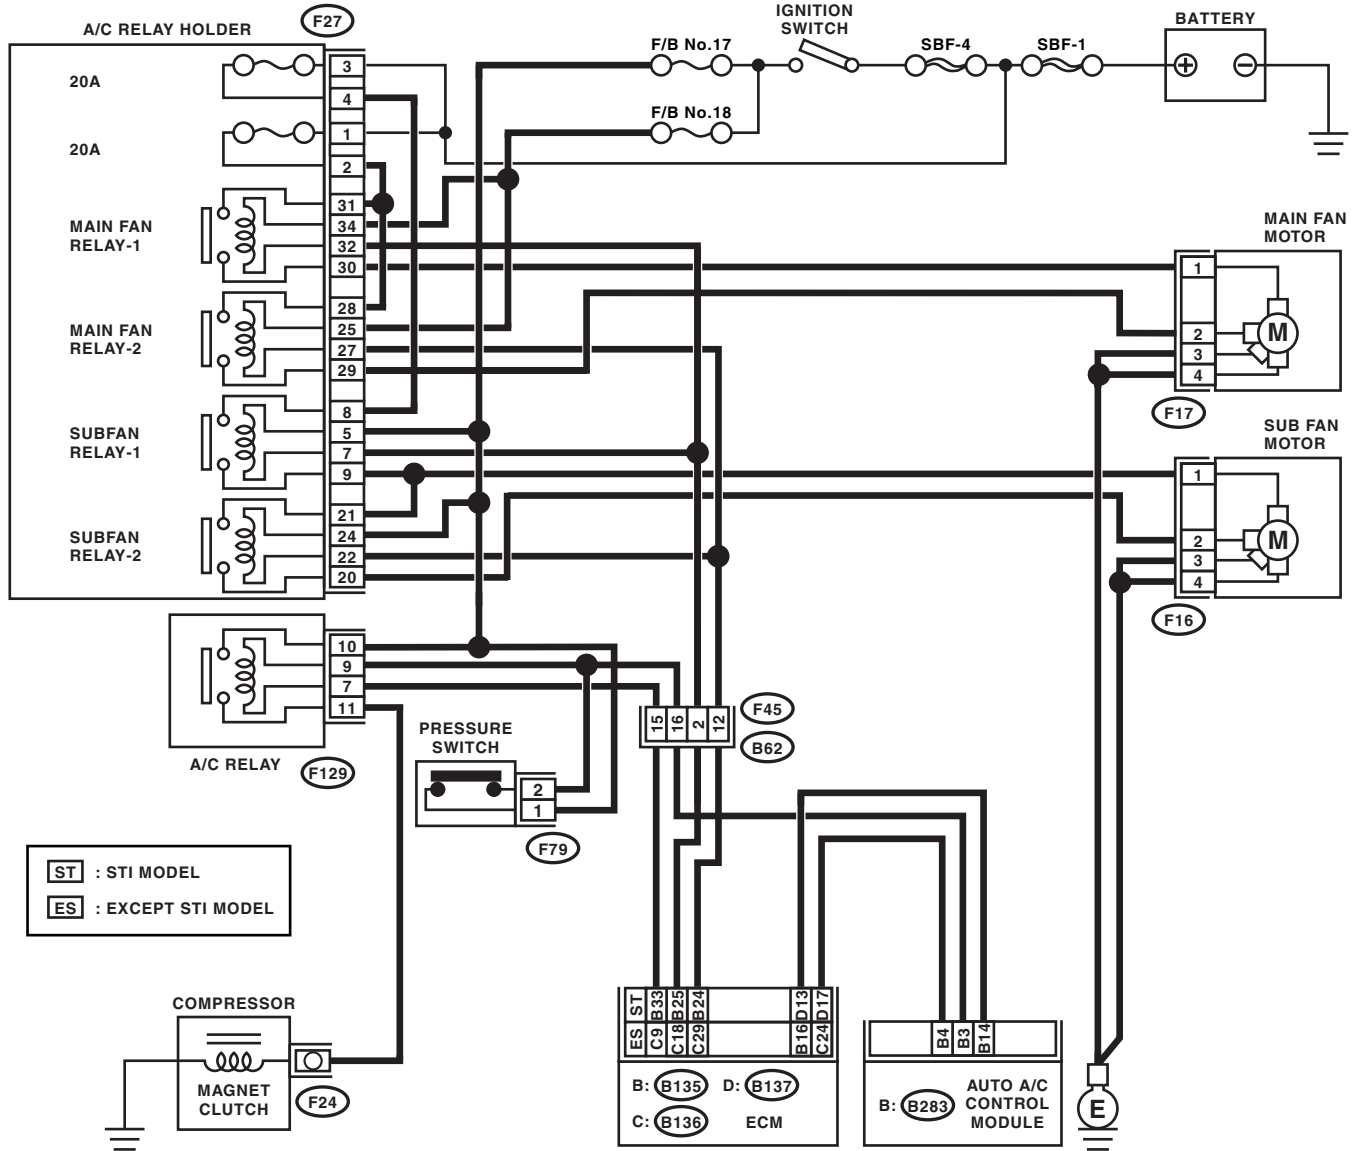 F27
IGNITION
SWITCH
BATTERY
A/C RELAY HOLDER
F/B No.17
SBF-4
SBF-1
20A
3
4
F/B No.18
20A
1
2
MAIN FAN
RELAY-1
31
34
32
30
MAIN FAN
MOTOR
1
2
3
4
M
F17
MAIN FAN
RELAY-2
28
25
27
29
SUBFAN
RELAY-1
8
5
7
9
SUB FAN
MOTOR
1
2
3
4
M
F16
SUBFAN
RELAY-2
21
24
22
20
10
9
7
11
A/C RELAY
F129
15
16
2
12
F45
B62
PRESSURE
SWITCH
2
1
F79
ST : STI MODEL
ES : EXCEPT STI MODEL
COMPRESSOR
MAGNET
CLUTCH
F24
ST B33 B25 B24 D13 D17
ES C9 C18 C29 B16 C24
B: B135 D: B137
C: B136 ECM
B4 B3 B14
B: B283
AUTO A/C
CONTROL
MODULE
E